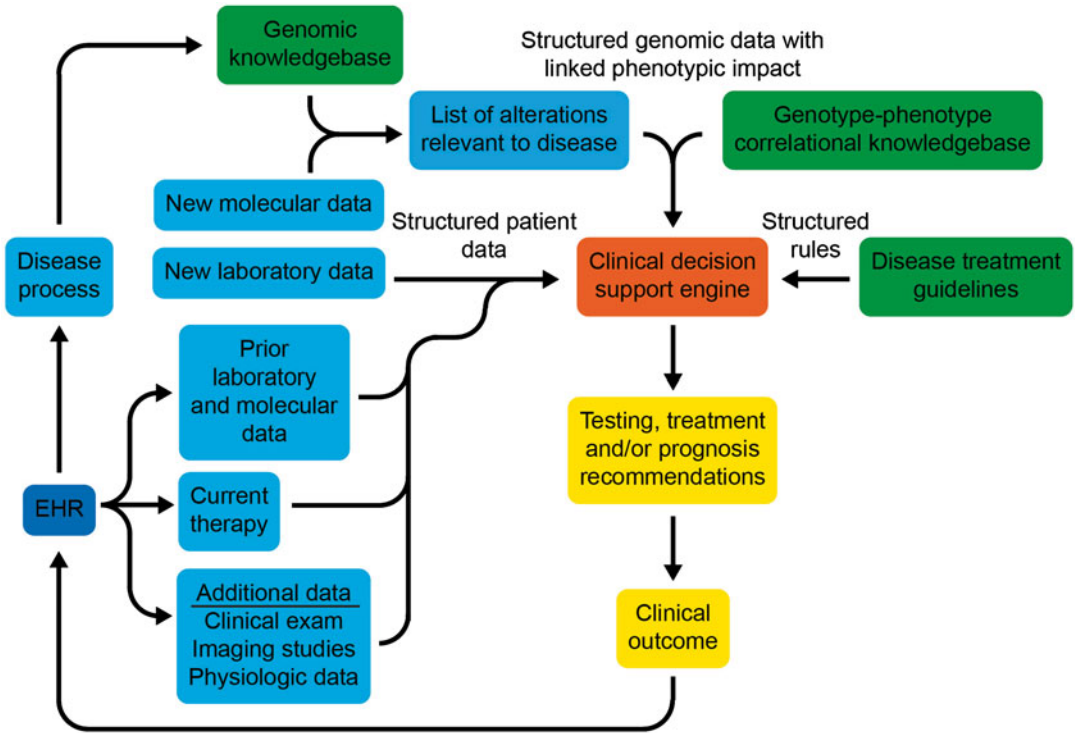 Genomic
knowledgebase
Structured genomic data with
linked phenotypic impact
List of alterations
relevant to disease
Genotype-phenotype
correlational knowledgebase
New molecular data
Structured patient
data
Structured
rules
Disease
process
New laboratory data
Clinical decision
support engine
Disease treatment
guidelines
Prior
laboratory
and molecular
data
Testing, treatment
and/or prognosis
recommendations
EHR
Current
therapy
Additional data
Clinical exam
Imaging studies
Physiologic data
Clinical
outcome